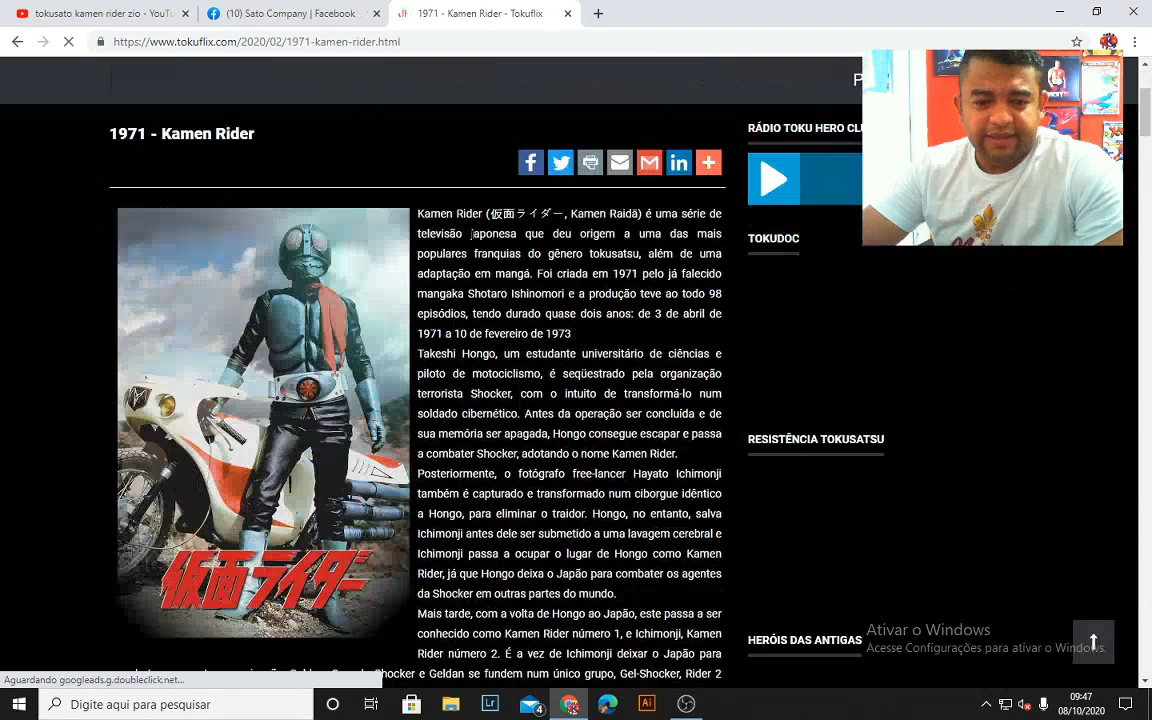 tokusato kamen rider zio - YouTu
(10) Sato Company | Facebook
1971 - Kamen Rider - Tokuflix
https://www.tokuflix.com/2020/02/1971-kamen-rider.html
P
1971 - Kamen Rider
Kamen Rider (仮面ライダー, Kamen Raidā) é uma série de
televisão japonesa que deu origem a uma das mais
populares franquias do gênero tokusatsu, além de uma
adaptação em mangá. Foi criada em 1971 pelo já falecido
mangaka Shotaro Ishinomori e a produção teve ao todo 98
episódios, tendo durado quase dois anos: de 3 de abril de
1971 a 10 de fevereiro de 1973
Takeshi Hongo, um estudante universitário de ciências e
piloto de motociclismo, é seqüestrado pela organização
terrorista Shocker, com o intuito de transformá-lo num
soldado cibernético. Antes da operação ser concluída e de
sua memória ser apagada, Hongo consegue escapar e passa
a combater Shocker, adotando o nome Kamen Rider.
Posteriormente, o fotógrafo free-lancer Hayato Ichimonji
também é capturado e transformado num ciborgue idêntico
a Hongo, para eliminar o traidor. Hongo, no entanto, salva
Ichimonji antes dele ser submetido a uma lavagem cerebral e
Ichimonji passa a ocupar o lugar de Hongo como Kamen
Rider, já que Hongo deixa o Japão para combater os agentes
da Shocker em outras partes do mundo.
Mais tarde, com a volta de Hongo ao Japão, este passa a ser
conhecido como Kamen Rider número 1, e Ichimonji, Kamen
Rider número 2. É a vez de Ichimonji deixar o Japão para
Shocker e Geldan se fundem num único grupo, Gel-Shocker, Rider 2
仮面ライダー
RÁDIO TOKU HERO CLU
TOKUDOC
RESISTÊNCIA TOKUSATSU
HERÓIS DAS ANTIGAS
Ativar o Windows
Acesse Configurações para ativar o Windows.
Aguardando googleads.g.doubleclick.net...
Digite aqui para pesquisar
4
Lr
Ai
09:47
08/10/2020